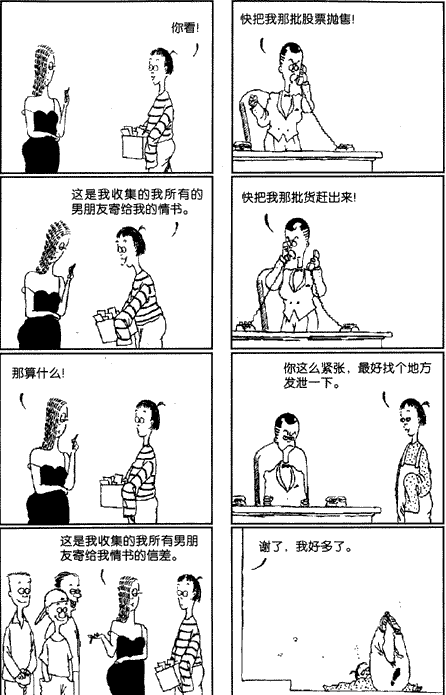 你看!
这是我收集的我所有的
男朋友寄给我的情书。
那算什么!
这是我收集的我所有男朋
友寄给我情书的信差。
快把我那批股票抛售!
快把我那批货赶出来!
你这么紧张，最好找个地方
发泄一下。
谢了，我好多了。